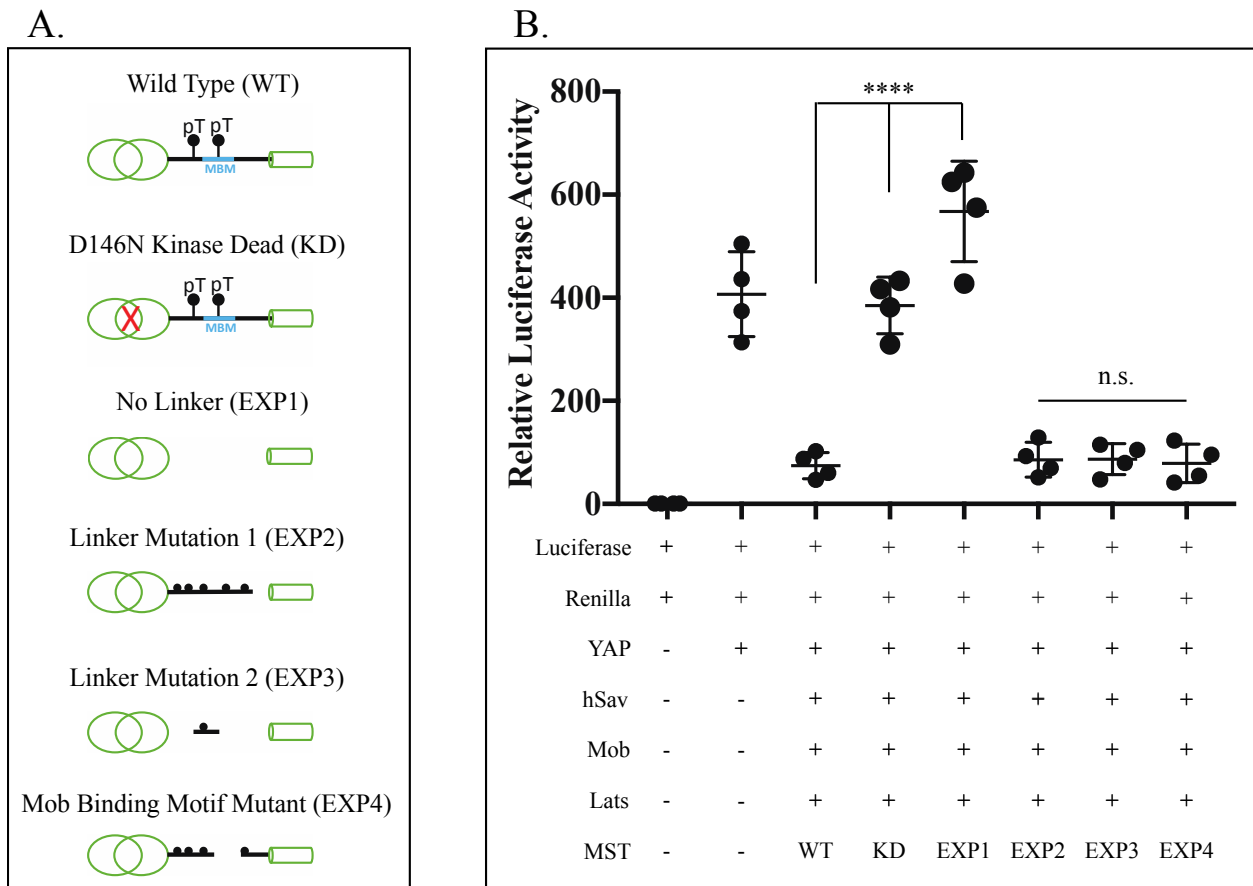 A.
Wild Type (WT)
pT pT
MBM
D146N Kinase Dead (KD)
pT pT
MBM
No Linker (EXP1)
Linker Mutation 1 (EXP2)
Linker Mutation 2 (EXP3)
Mob Binding Motif Mutant (EXP4)
B.
Relative Luciferase Activity
800
600
400
200
0
****
n.s.
Luciferase + + + + + + + +
Renilla + + + + + + + +
YAP - + + + + + + +
hSav - - + + + + + +
Mob - - + + + + + +
Lats - - + + + + + +
MST - - WT KD EXP1 EXP2 EXP3 EXP4